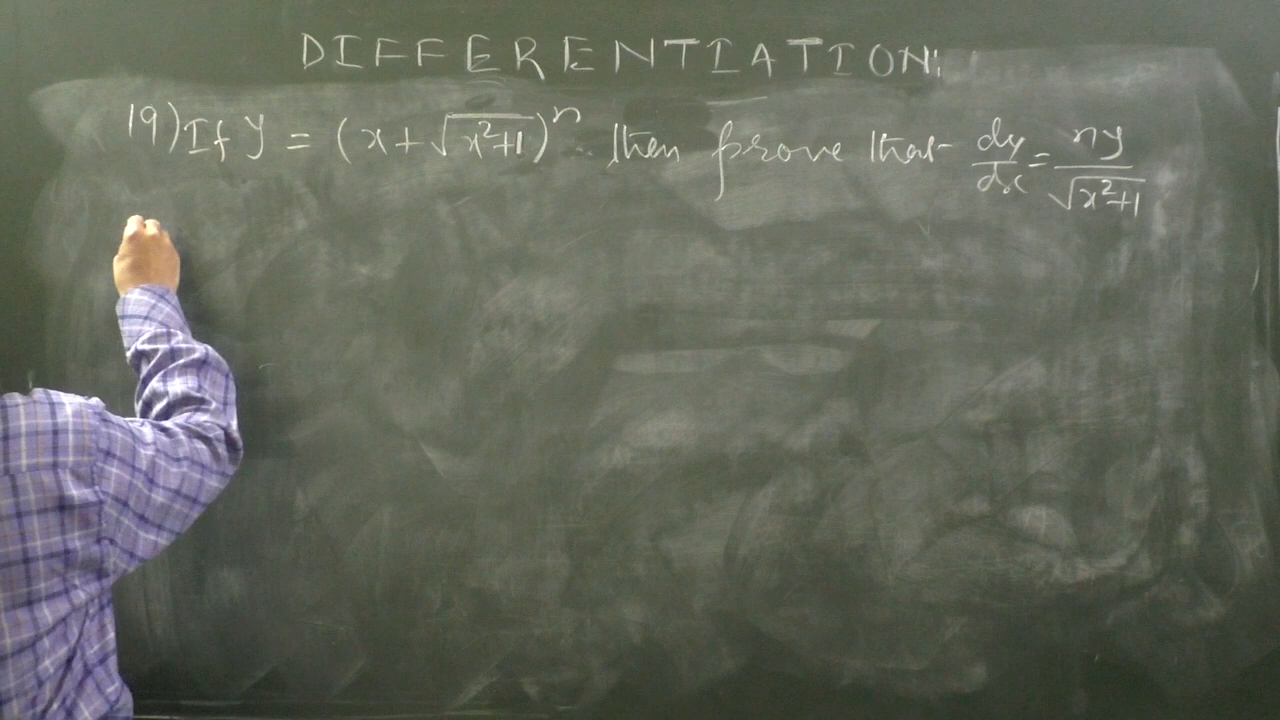 DIFFERENTIATION:
19) If y = (x + √(x²+1))ⁿ then prove that dy/dx = ny/√(x²+1)